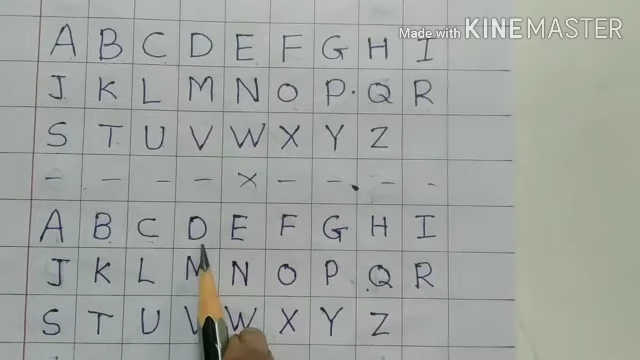 Made with KINEMASTER
A B C D E F G H I
J K L M N O P. Q R
S T U V W X Y Z
- - - - x - - - -
A B C D E F G H I
J K L M N O P Q R
S T U V W X Y Z